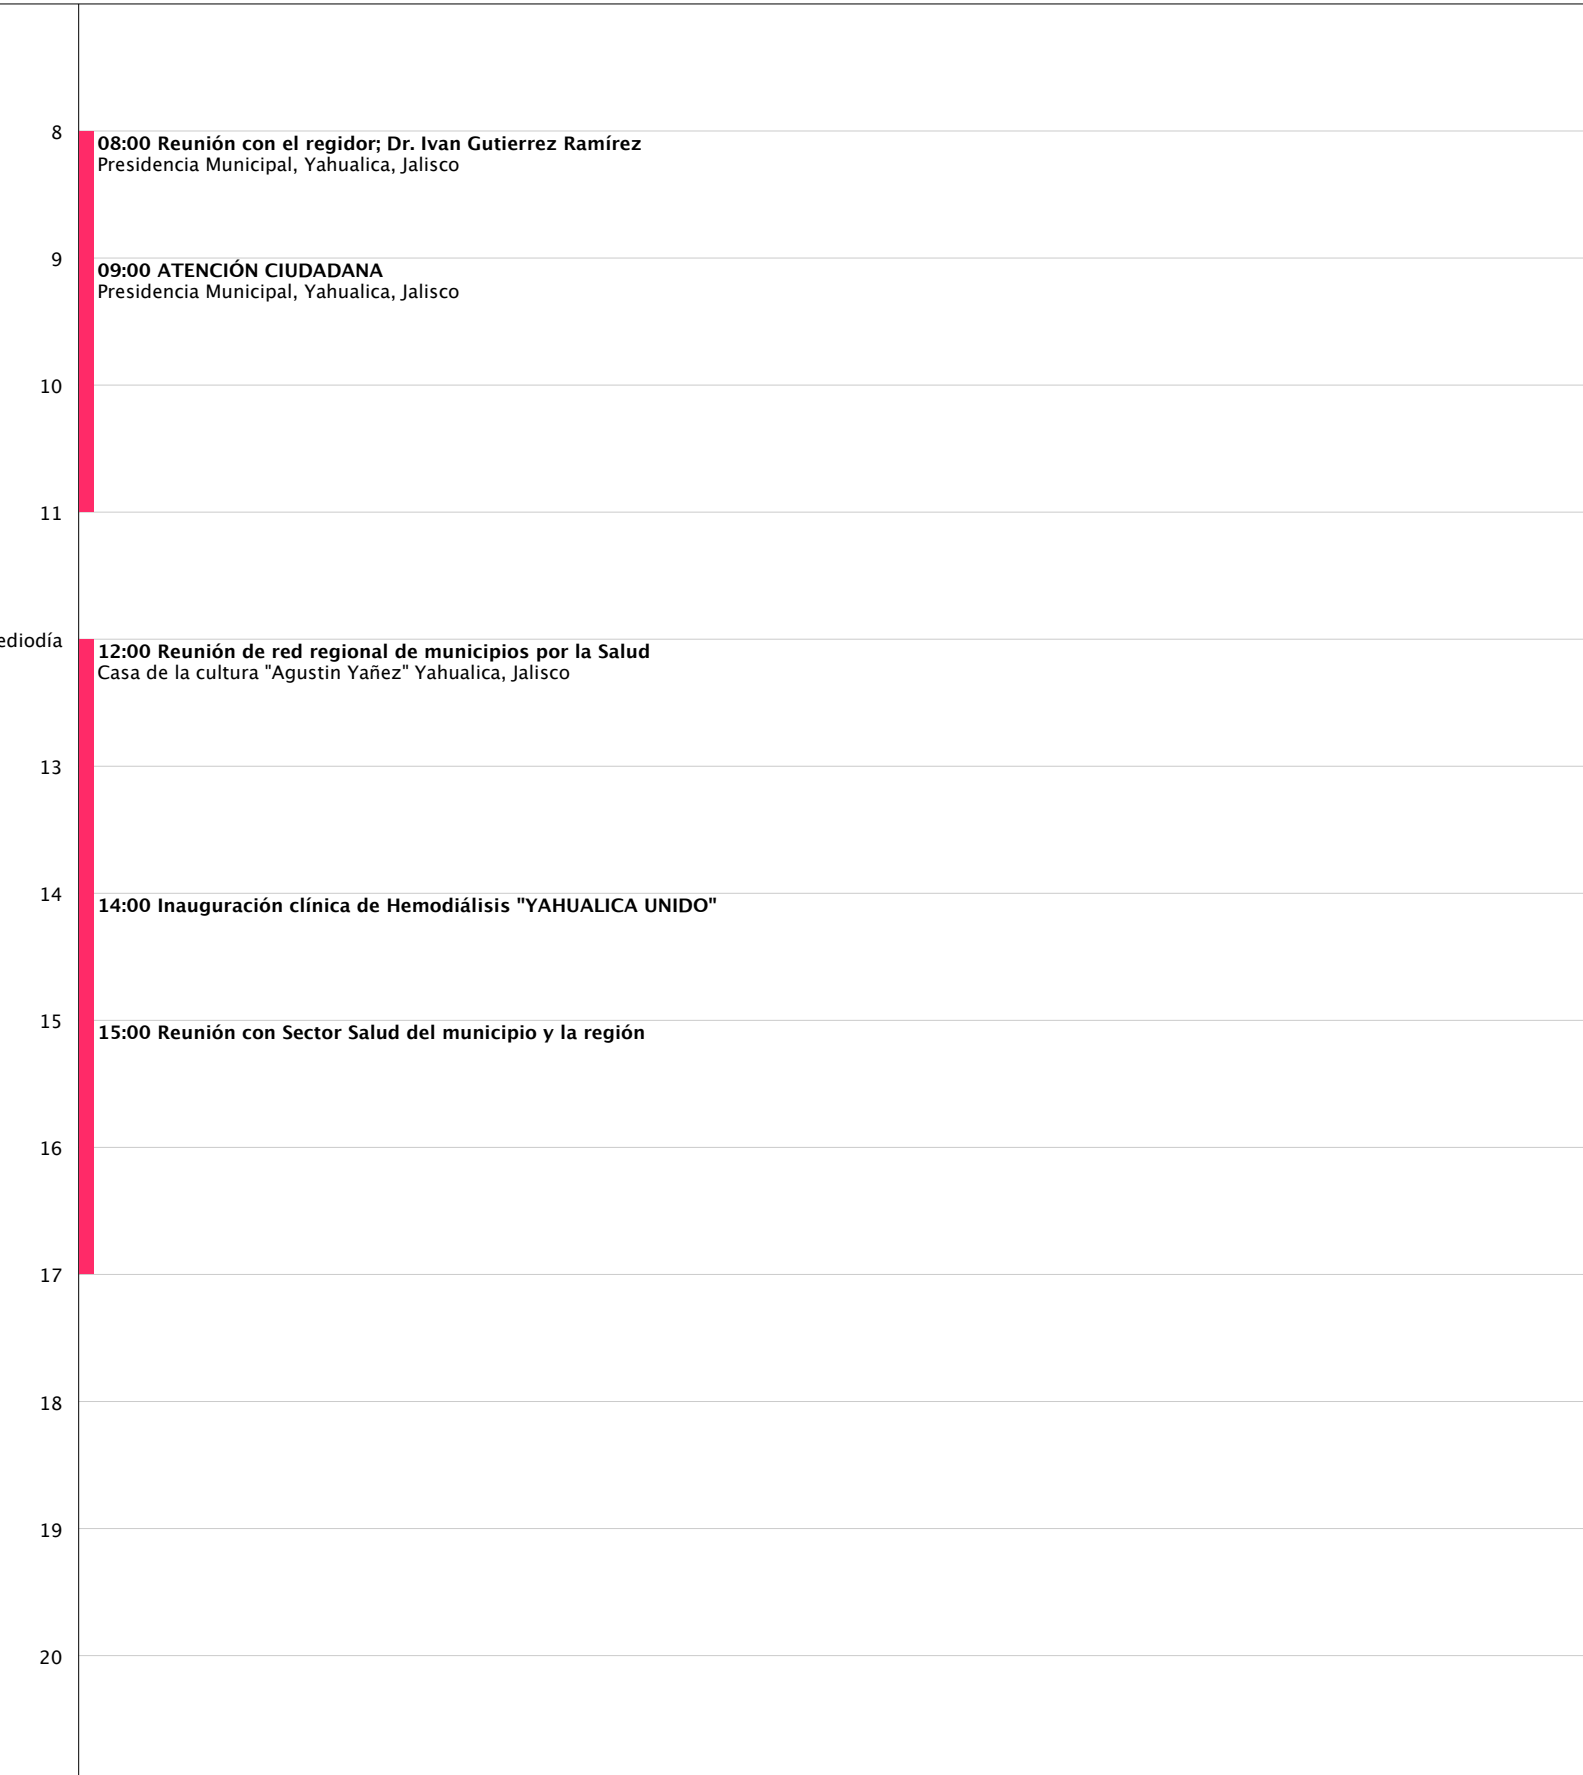 8
08:00 Reunión con el regidor; Dr. Ivan Gutierrez Ramírez
Presidencia Municipal, Yahualica, Jalisco
9
09:00 ATENCIÓN CIUDADANA
Presidencia Municipal, Yahualica, Jalisco
10
11
ediodía
12:00 Reunión de red regional de municipios por la Salud
Casa de la cultura "Agustin Yañez" Yahualica, Jalisco
13
14
14:00 Inauguración clínica de Hemodiálisis "YAHUALICA UNIDO"
15
15:00 Reunión con Sector Salud del municipio y la región
16
17
18
19
20